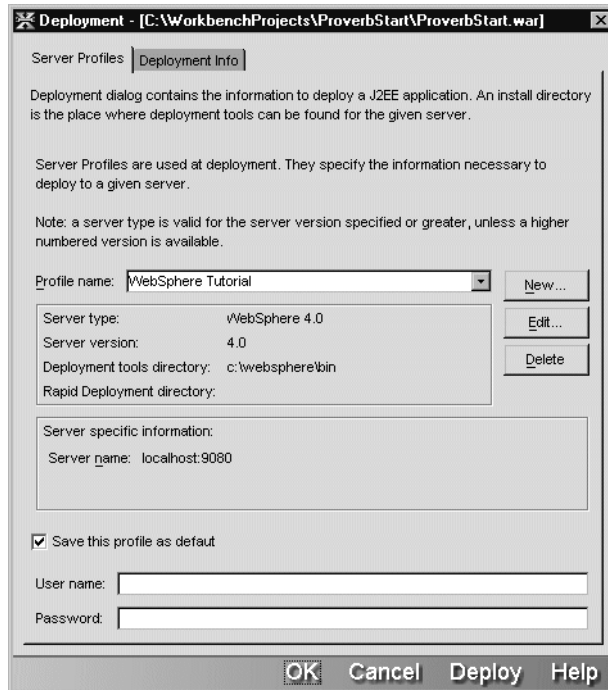 Deployment - [C:\WorkbenchProjects\ProverbStart\ProverbStart.war]
Server Profiles
Deployment Info
Deployment dialog contains the information to deploy a J2EE application. An install directory
is the place where deployment tools can be found for the given server.
Server Profiles are used at deployment. They specify the information necessary to
deploy to a given server.
Note: a server type is valid for the server version specified or greater, unless a higher
numbered version is available.
Profile name: WebSphere Tutorial
New...
Server type: WebSphere 4.0
Edit...
Server version: 4.0
Delete
Deployment tools directory: c:\websphere\bin
Rapid Deployment directory:
Server specific information:
Server name: localhost:9080
Save this profile as defaut
User name:
Password:
OK Cancel Deploy Help